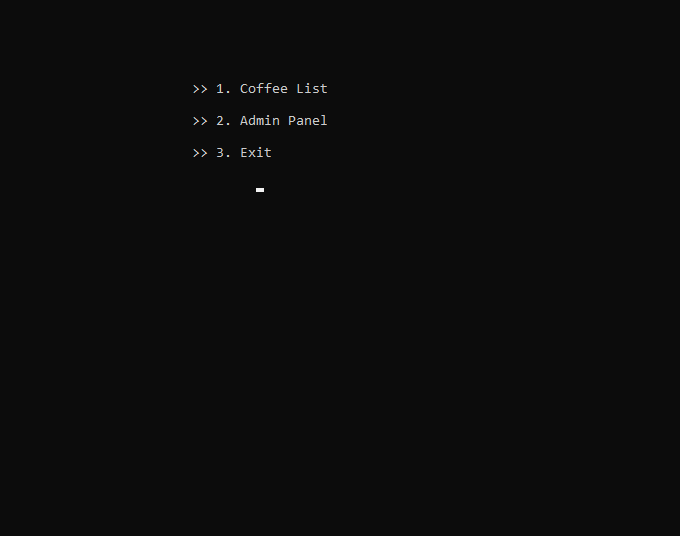 >> 1. Coffee List
>> 2. Admin Panel
>> 3. Exit